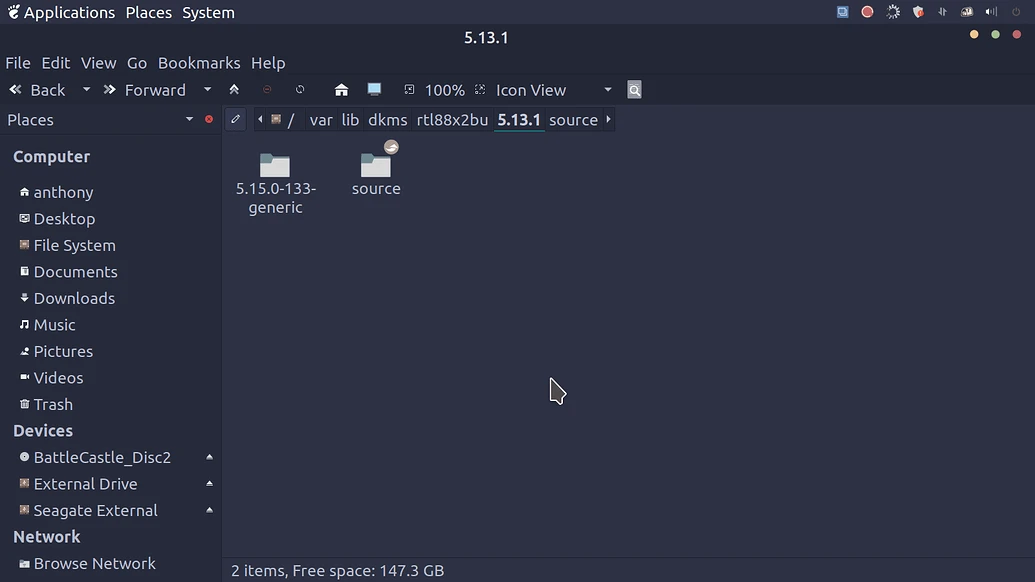 Applications Places System
5.13.1
File Edit View Go Bookmarks Help
Back Forward 100% Icon View
Places / var lib dkms rtl88x2bu 5.13.1 source
Computer
anthony
Desktop
File System
Documents
Downloads
Music
Pictures
Videos
Trash
Devices
BattleCastle_Disc2
External Drive
Seagate External
Network
Browse Network
5.15.0-133-
generic
source
2 items, Free space: 147.3 GB